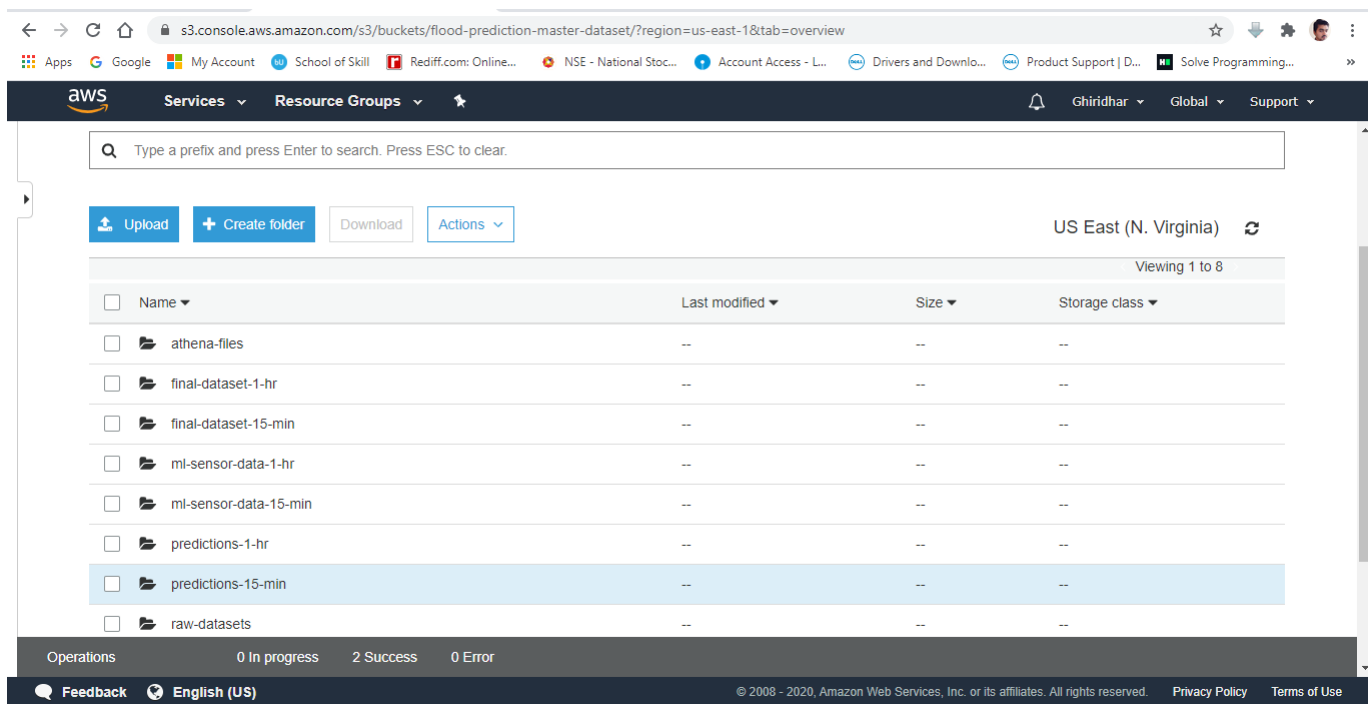 s3.console.aws.amazon.com/s3/buckets/flood-prediction-master-dataset/?region=us-east-1&tab=overview
Apps Google My Account bU School of Skill Rediff.com: Online... NSE - National Stoc... Account Access - L... Drivers and Downlo... Product Support | D... Solve Programming... »
aws Services Resource Groups Ghiridhar Global Support
Type a prefix and press Enter to search. Press ESC to clear.
Upload + Create folder Download Actions US East (N. Virginia)
Viewing 1 to 8
Name Last modified Size Storage class
athena-files -- -- --
final-dataset-1-hr -- -- --
final-dataset-15-min -- -- --
ml-sensor-data-1-hr -- -- --
ml-sensor-data-15-min -- -- --
predictions-1-hr -- -- --
predictions-15-min -- -- --
raw-datasets -- -- --
Operations 0 In progress 2 Success 0 Error
Feedback English (US) © 2008 - 2020, Amazon Web Services, Inc. or its affiliates. All rights reserved. Privacy Policy Terms of Use